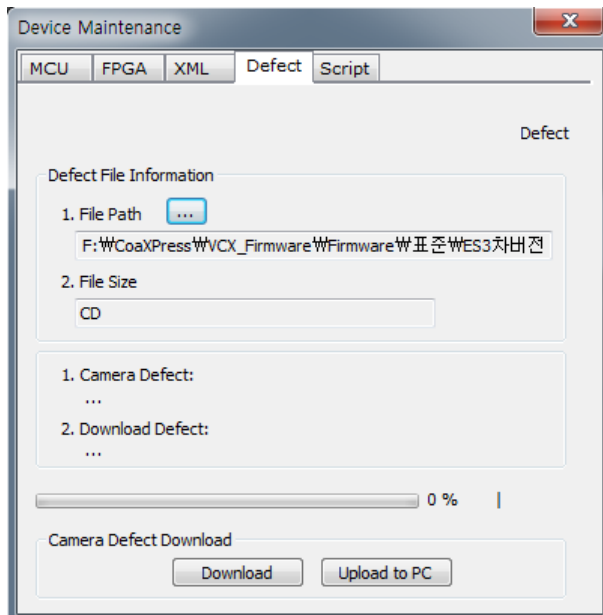 Device Maintenance
MCU FPGA XML Defect Script
Defect
Defect File Information
1. File Path ...
F:₩CoaXPress₩VCX_Firmware₩Firmware₩표준₩ES3차버전
2. File Size
CD
1. Camera Defect:
...
2. Download Defect:
...
0 % |
Camera Defect Download
Download Upload to PC